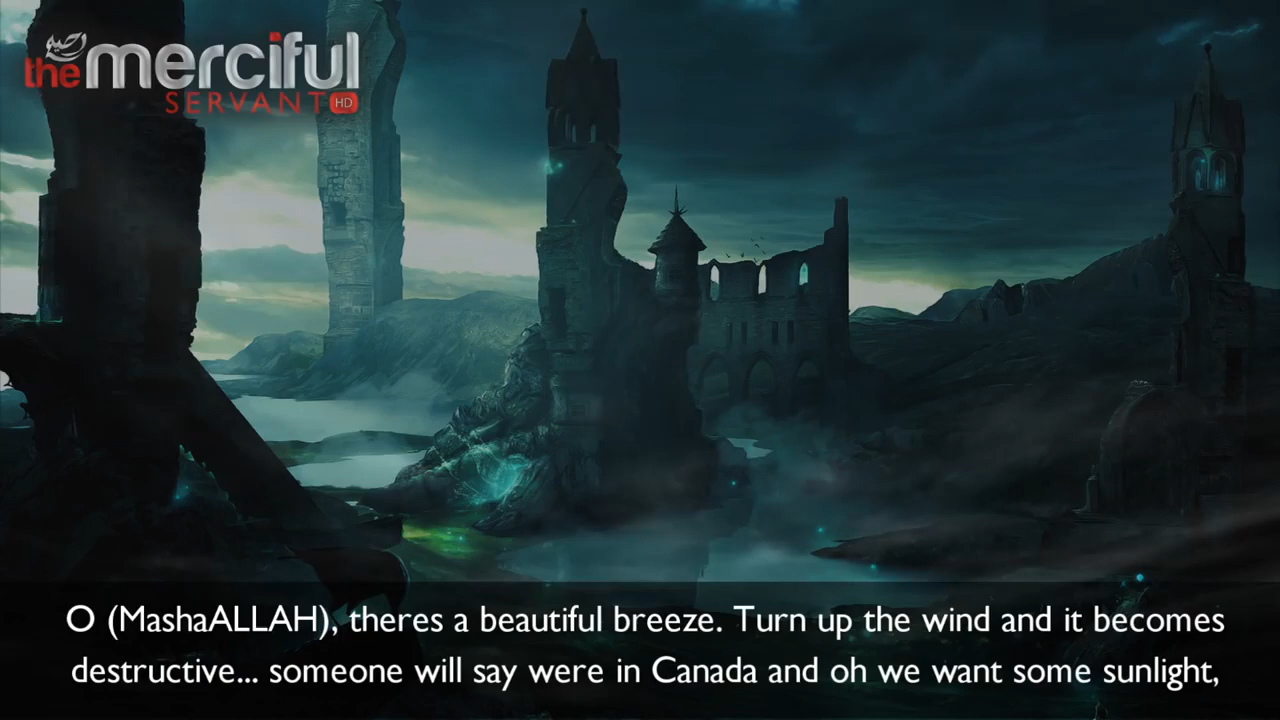 the merciful
SERVANT HD
O (MashaALLAH), theres a beautiful breeze. Turn up the wind and it becomes
destructive... someone will say were in Canada and oh we want some sunlight,